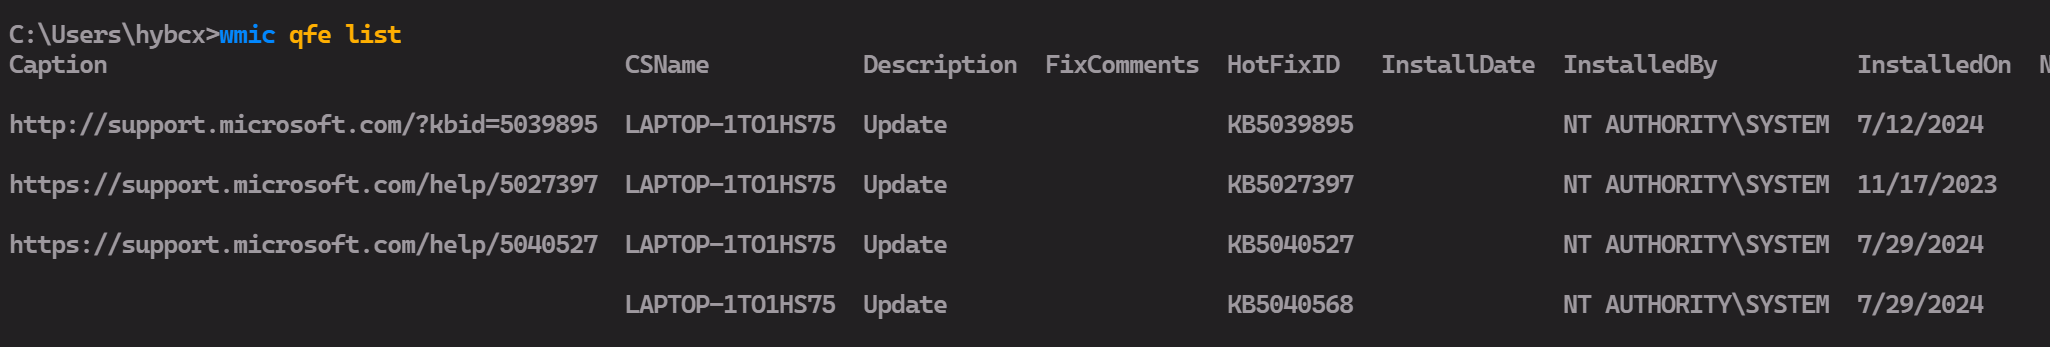 C:\Users\hybcx>wmic qfe list
Caption CSName Description FixComments HotFixID InstallDate InstalledBy InstalledOn N
http://support.microsoft.com/?kbid=5039895 LAPTOP-1TO1HS75 Update KB5039895 NT AUTHORITY\SYSTEM 7/12/2024
https://support.microsoft.com/help/5027397 LAPTOP-1TO1HS75 Update KB5027397 NT AUTHORITY\SYSTEM 11/17/2023
https://support.microsoft.com/help/5040527 LAPTOP-1TO1HS75 Update KB5040527 NT AUTHORITY\SYSTEM 7/29/2024
LAPTOP-1TO1HS75 Update KB5040568 NT AUTHORITY\SYSTEM 7/29/2024